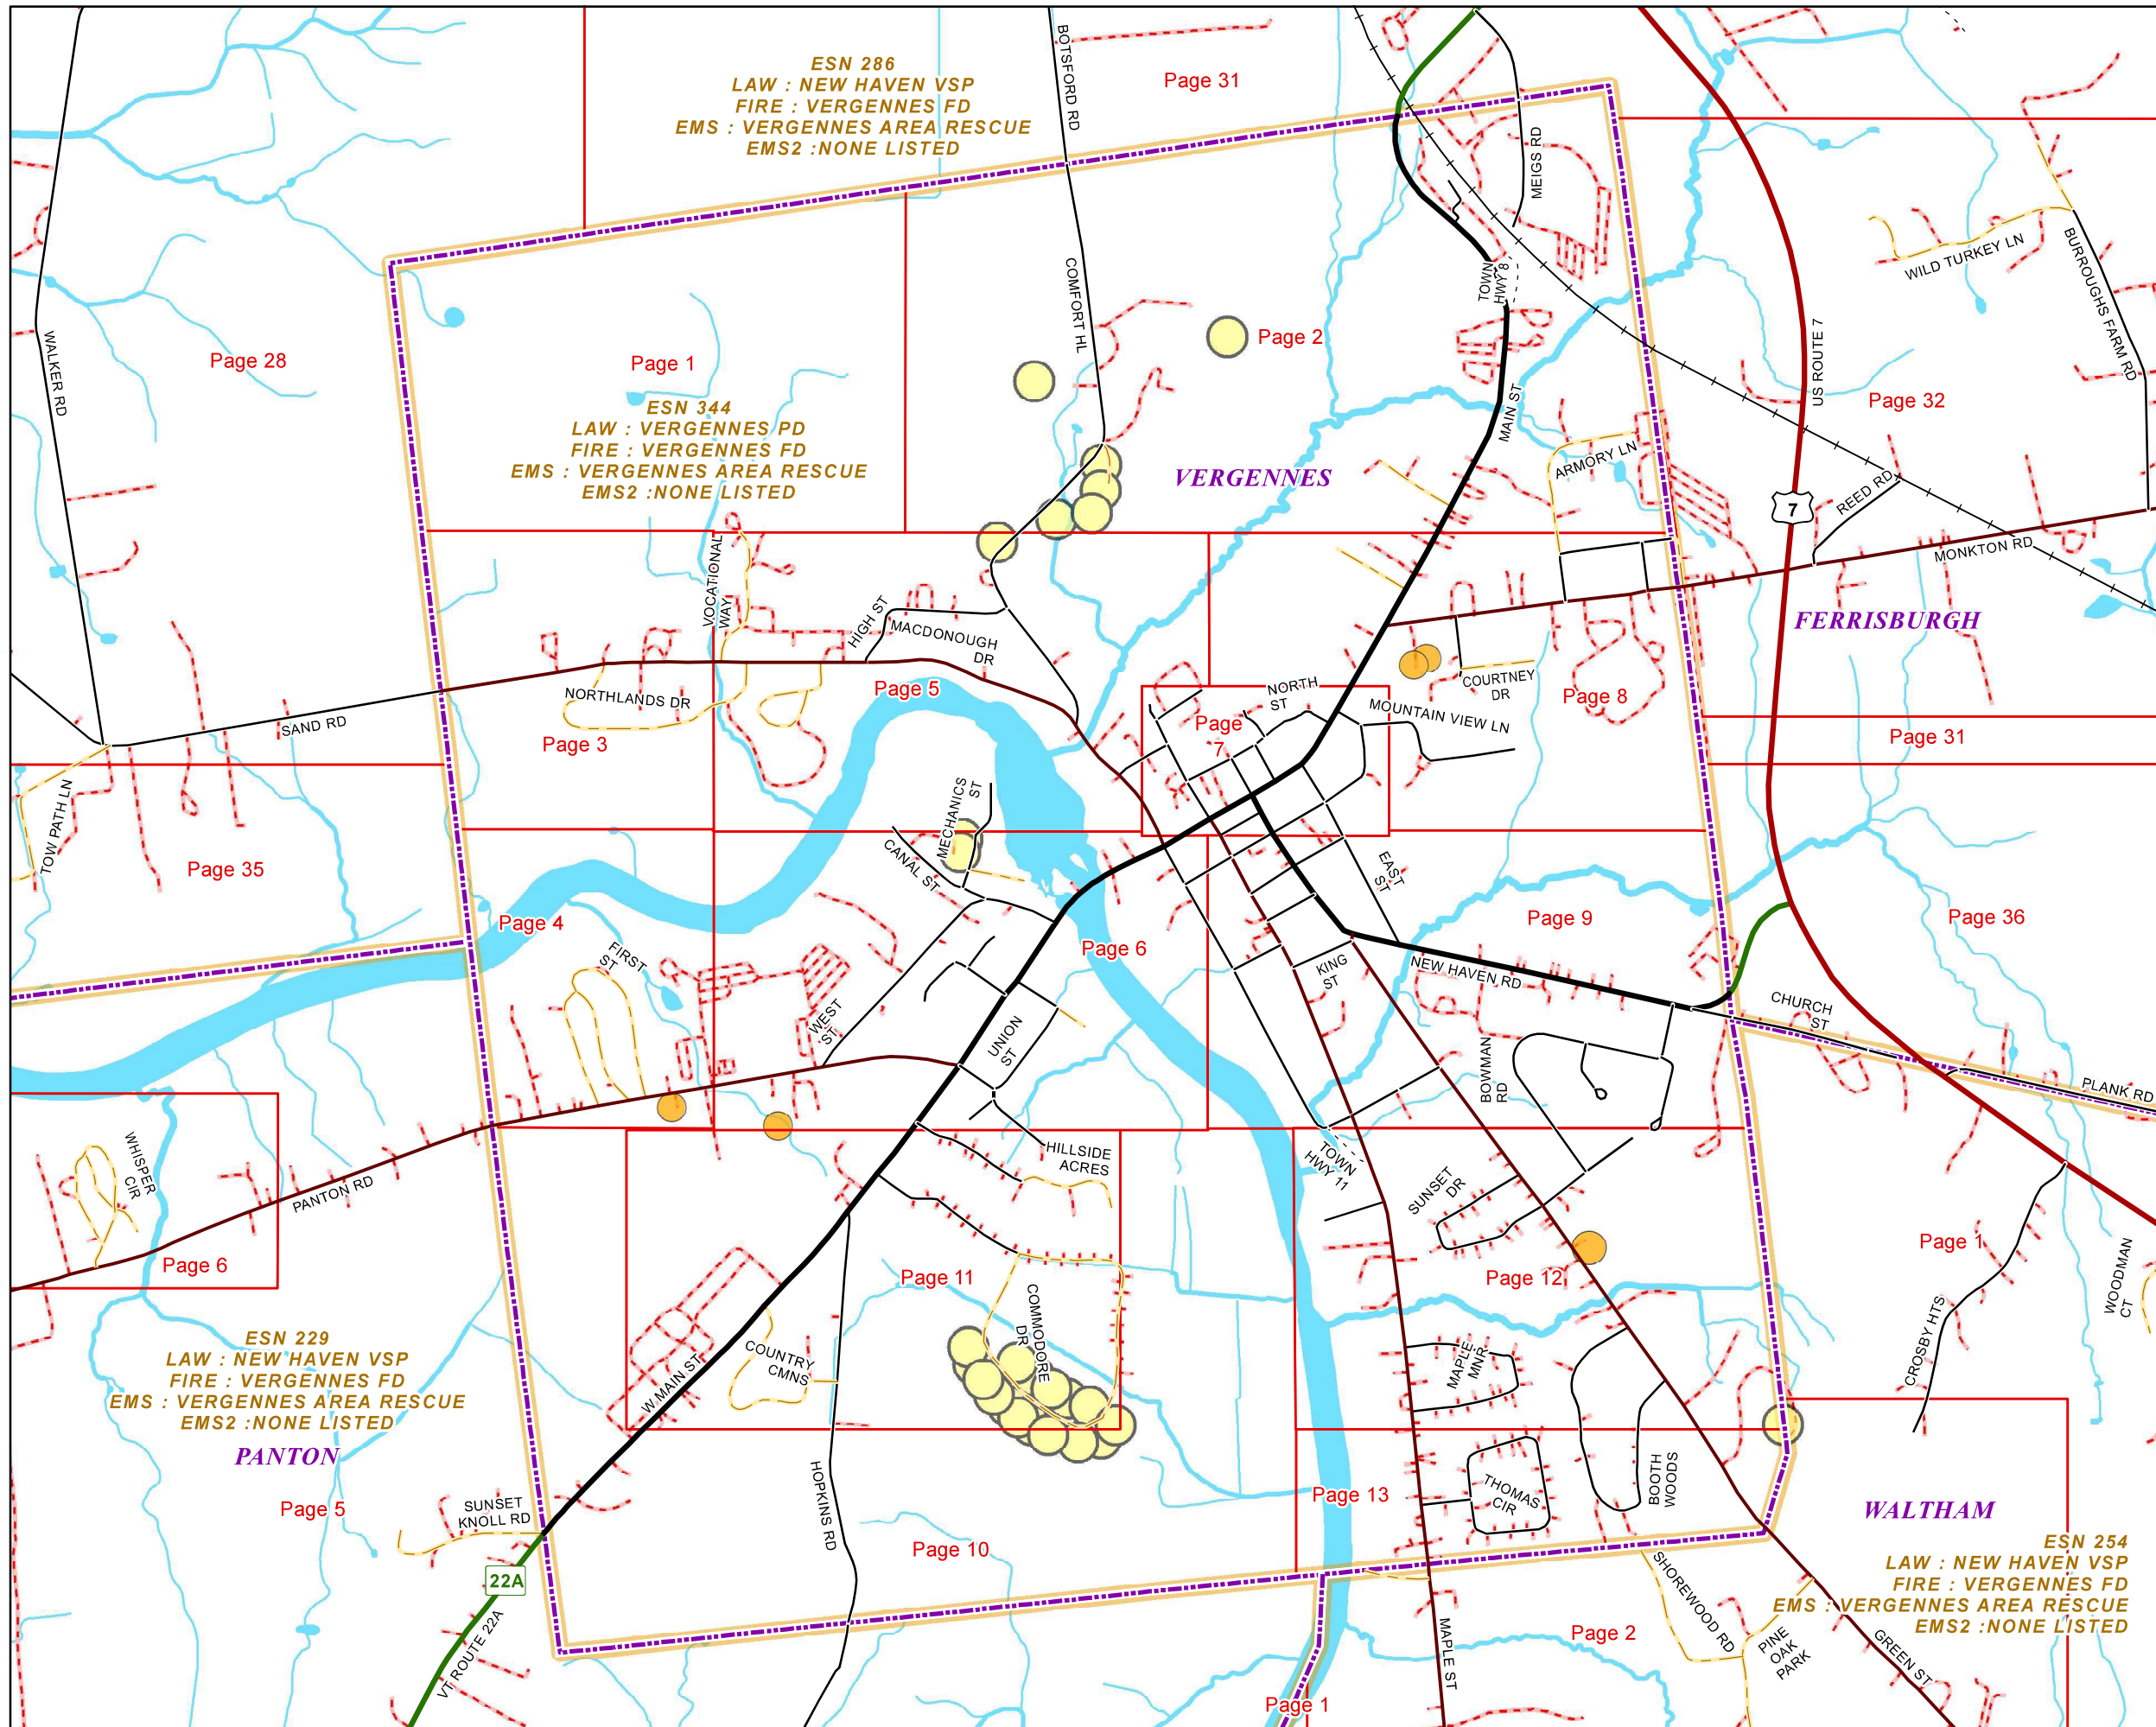 ESN 286
LAW : NEW HAVEN VSP
FIRE : VERGENNES FD
EMS : VERGENNES AREA RESCUE
EMS2 :NONE LISTED
BOTSFORD RD
Page 31
MEIGS RD
WILD TURKEY LN
BURROUGHS FARM RD
TOWN
HWY 8
COMFORT HL
Page 2
US ROUTE 7
WALKER RD
Page 28
Page 1
ESN 344
LAW : VERGENNES PD
FIRE : VERGENNES FD
EMS : VERGENNES AREA RESCUE
EMS2 :NONE LISTED
Page 32
MAIN ST
VERGENNES
ARMORY LN
REED RD
7
MONKTON RD
VOCATIONAL
WAY
HIGH ST
MACDONOUGH
DR
FERRISBURGH
COURTNEY
DR
Page 5
NORTH
ST
Page 8
NORTHLANDS DR
SAND RD
Page
7
MOUNTAIN VIEW LN
Page 3
Page 31
TOW PATH LN
MECHANICS
ST
CANAL ST
EAST
ST
Page 35
Page 4
Page 9
Page 36
FIRST
ST
Page 6
KING
ST
NEW HAVEN RD
CHURCH
ST
WEST
ST
UNION
ST
BOWMAN
RD
PLANK RD
WHISPER
CIR
HILLSIDE
ACRES
TOWN
HWY 11
PANTON RD
SUNSET
DR
Page 6
Page 1
WOODMAN
CT
Page 11
Page 12
COMMODORE
DR
CROSBY HTS
ESN 229
LAW : NEW HAVEN VSP
FIRE : VERGENNES FD
EMS : VERGENNES AREA RESCUE
EMS2 :NONE LISTED
COUNTRY
CMNS
W MAIN ST
MAPLE
MNR
PANTON
HOPKINS RD
BOOTH
WOODS
THOMAS
CIR
Page 13
Page 5
SUNSET
KNOLL RD
WALTHAM
Page 10
ESN 254
LAW : NEW HAVEN VSP
FIRE : VERGENNES FD
EMS : VERGENNES AREA RESCUE
EMS2 :NONE LISTED
22A
VT ROUTE 22A
SHOREWOOD RD
MAPLE ST
Page 2
PINE
OAK
PARK
GREEN ST
Page 1